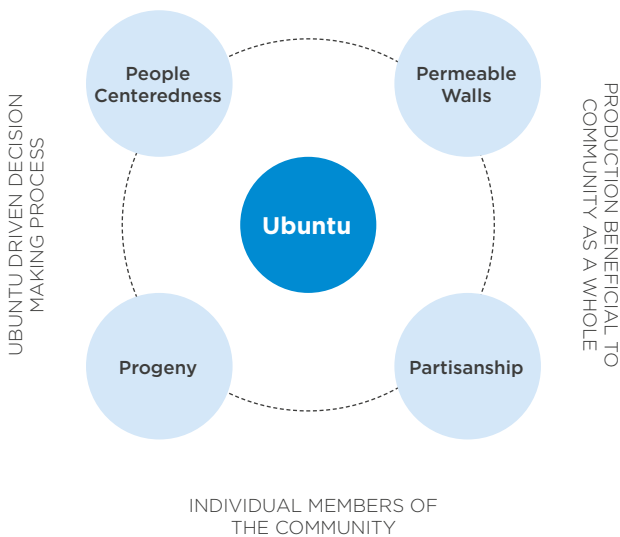 People
Centeredness
Permeable
Walls
UBUNTU DRIVEN DECISION
MAKING PROCESS
Ubuntu
PRODUCTION BENEFICIAL TO
COMMUNITY AS A WHOLE
Progeny
Partisanship
INDIVIDUAL MEMBERS OF
THE COMMUNITY